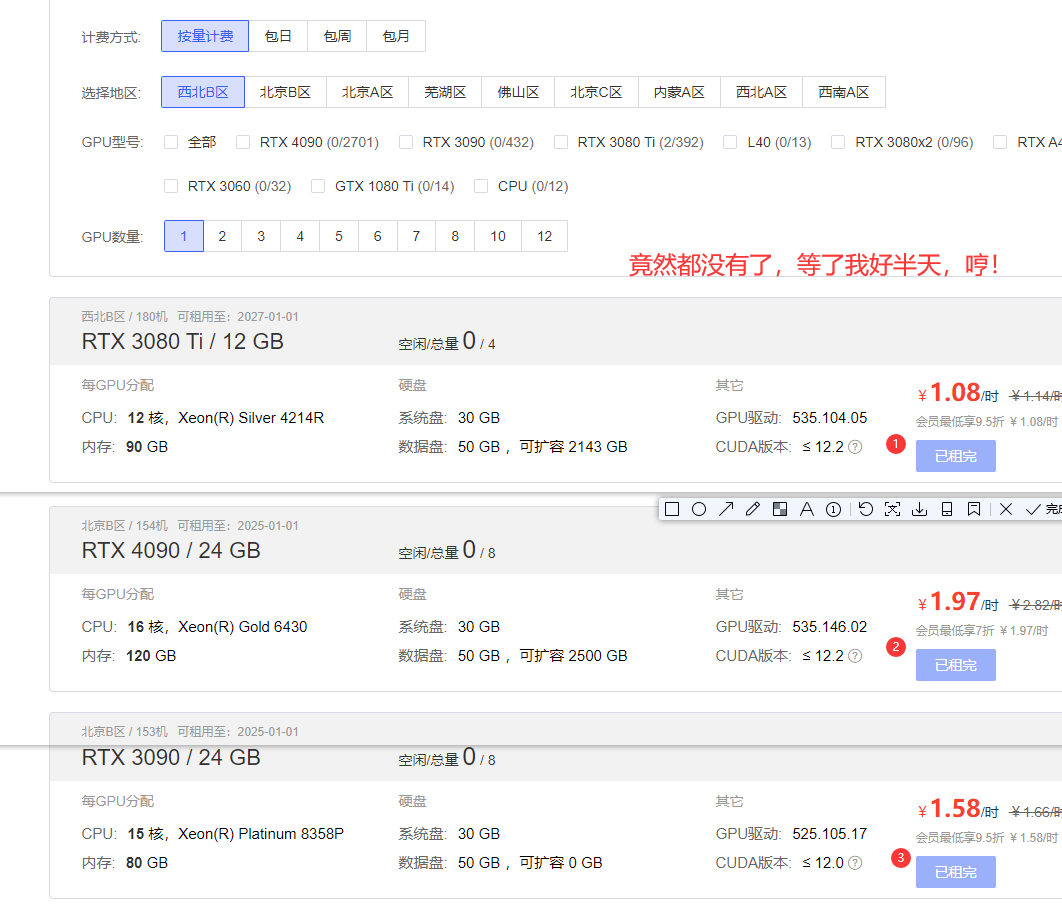 计费方式: 按量计费 包日 包周 包月
选择地区: 西北B区 北京B区 北京A区 芜湖区 佛山区 北京C区 内蒙A区 西北A区 西南A区
GPU型号: 全部 RTX 4090 (0/2701) RTX 3090 (0/432) RTX 3080 Ti (2/392) L40 (0/13) RTX 3080x2 (0/96) RTX A4
RTX 3060 (0/32) GTX 1080 Ti (0/14) CPU (0/12)
GPU数量: 1 2 3 4 5 6 7 8 10 12
竟然都没有了，等了我好半天，哼！
西北B区 / 180机 可租用至：2027-01-01
RTX 3080 Ti / 12 GB 空闲/总量 0 / 4
每GPU分配 硬盘 其它
¥1.08/时 ¥1.14/时
CPU: 12 核，Xeon(R) Silver 4214R 系统盘: 30 GB GPU驱动: 535.104.05
会员最低享9.5折 ¥1.08/时
内存: 90 GB 数据盘: 50 GB，可扩容 2143 GB CUDA版本: ≤ 12.2 ?
1 已租完
1 完成
北京B区 / 154机 可租用至：2025-01-01
RTX 4090 / 24 GB 空闲/总量 0 / 8
每GPU分配 硬盘 其它
¥1.97/时 ¥2.82/时
CPU: 16 核，Xeon(R) Gold 6430 系统盘: 30 GB GPU驱动: 535.146.02
会员最低享7折 ¥1.97/时
内存: 120 GB 数据盘: 50 GB，可扩容 2500 GB CUDA版本: ≤ 12.2 ?
2 已租完
北京B区 / 153机 可租用至：2025-01-01
RTX 3090 / 24 GB 空闲/总量 0 / 8
每GPU分配 硬盘 其它
¥1.58/时 ¥1.66/时
CPU: 15 核，Xeon(R) Platinum 8358P 系统盘: 30 GB GPU驱动: 525.105.17
会员最低享9.5折 ¥1.58/时
内存: 80 GB 数据盘: 50 GB，可扩容 0 GB CUDA版本: ≤ 12.0 ?
3 已租完